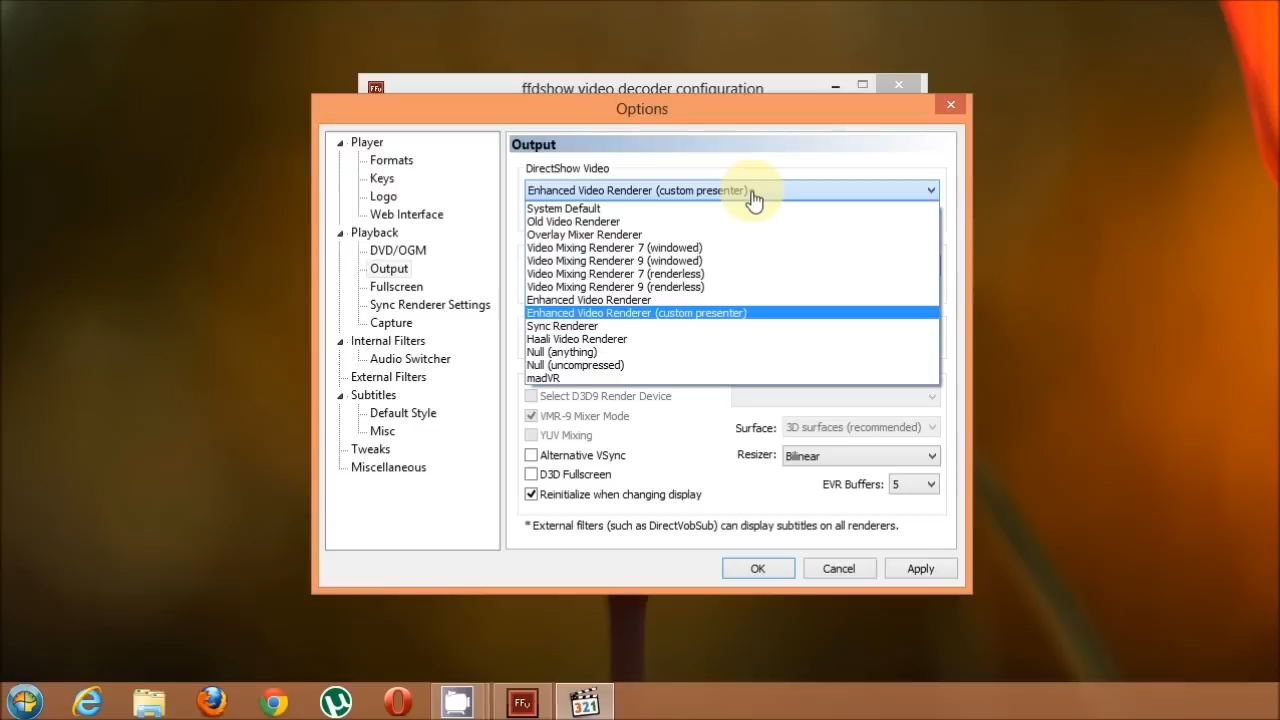 ffdshow video decoder configuration
Options
Player
Formats
Keys
Logo
Web Interface
Playback
DVD/OGM
Output
Fullscreen
Sync Renderer Settings
Capture
Internal Filters
Audio Switcher
External Filters
Subtitles
Default Style
Misc
Tweaks
Miscellaneous
Output
DirectShow Video
Enhanced Video Renderer (custom presenter)
System Default
Old Video Renderer
Overlay Mixer Renderer
Video Mixing Renderer 7 (windowed)
Video Mixing Renderer 9 (windowed)
Video Mixing Renderer 7 (renderless)
Video Mixing Renderer 9 (renderless)
Enhanced Video Renderer
Enhanced Video Renderer (custom presenter)
Sync Renderer
Haali Video Renderer
Null (anything)
Null (uncompressed)
madVR
Select D3D9 Render Device
VMR-9 Mixer Mode
YUV Mixing
Surface: 3D surfaces (recommended)
Alternative VSync
Resizer: Bilinear
D3D Fullscreen
EVR Buffers: 5
Reinitialize when changing display
* External filters (such as DirectVobSub) can display subtitles on all renderers.
OK Cancel Apply
FFv
321